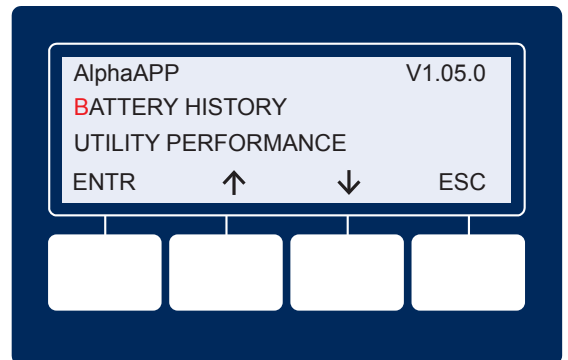 AlphaAPP V1.05.0
BATTERY HISTORY
UTILITY PERFORMANCE
ENTR ↑ ↓ ESC